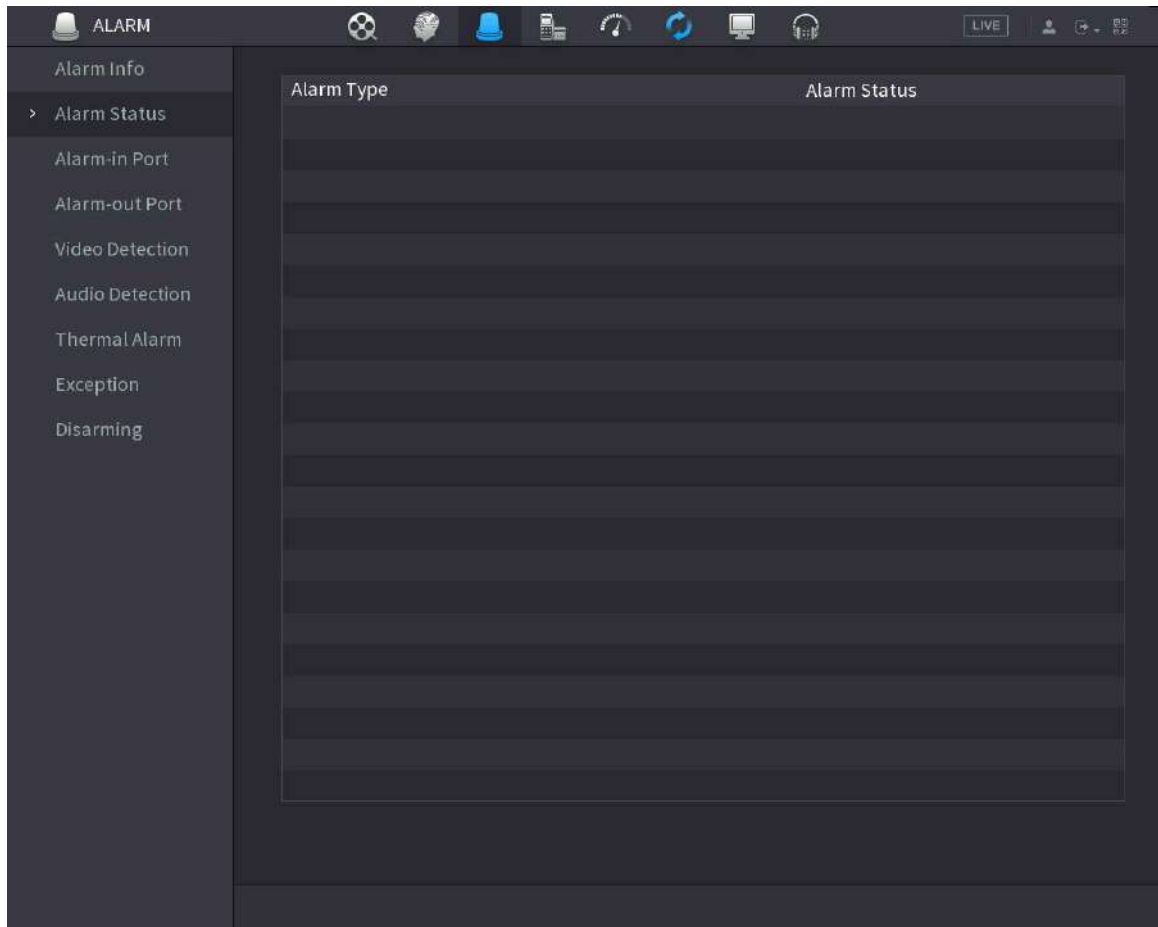 ALARM
LIVE
Alarm Info
Alarm Status
Alarm-in Port
Alarm-out Port
Video Detection
Audio Detection
Thermal Alarm
Exception
Disarming
Alarm Type Alarm Status